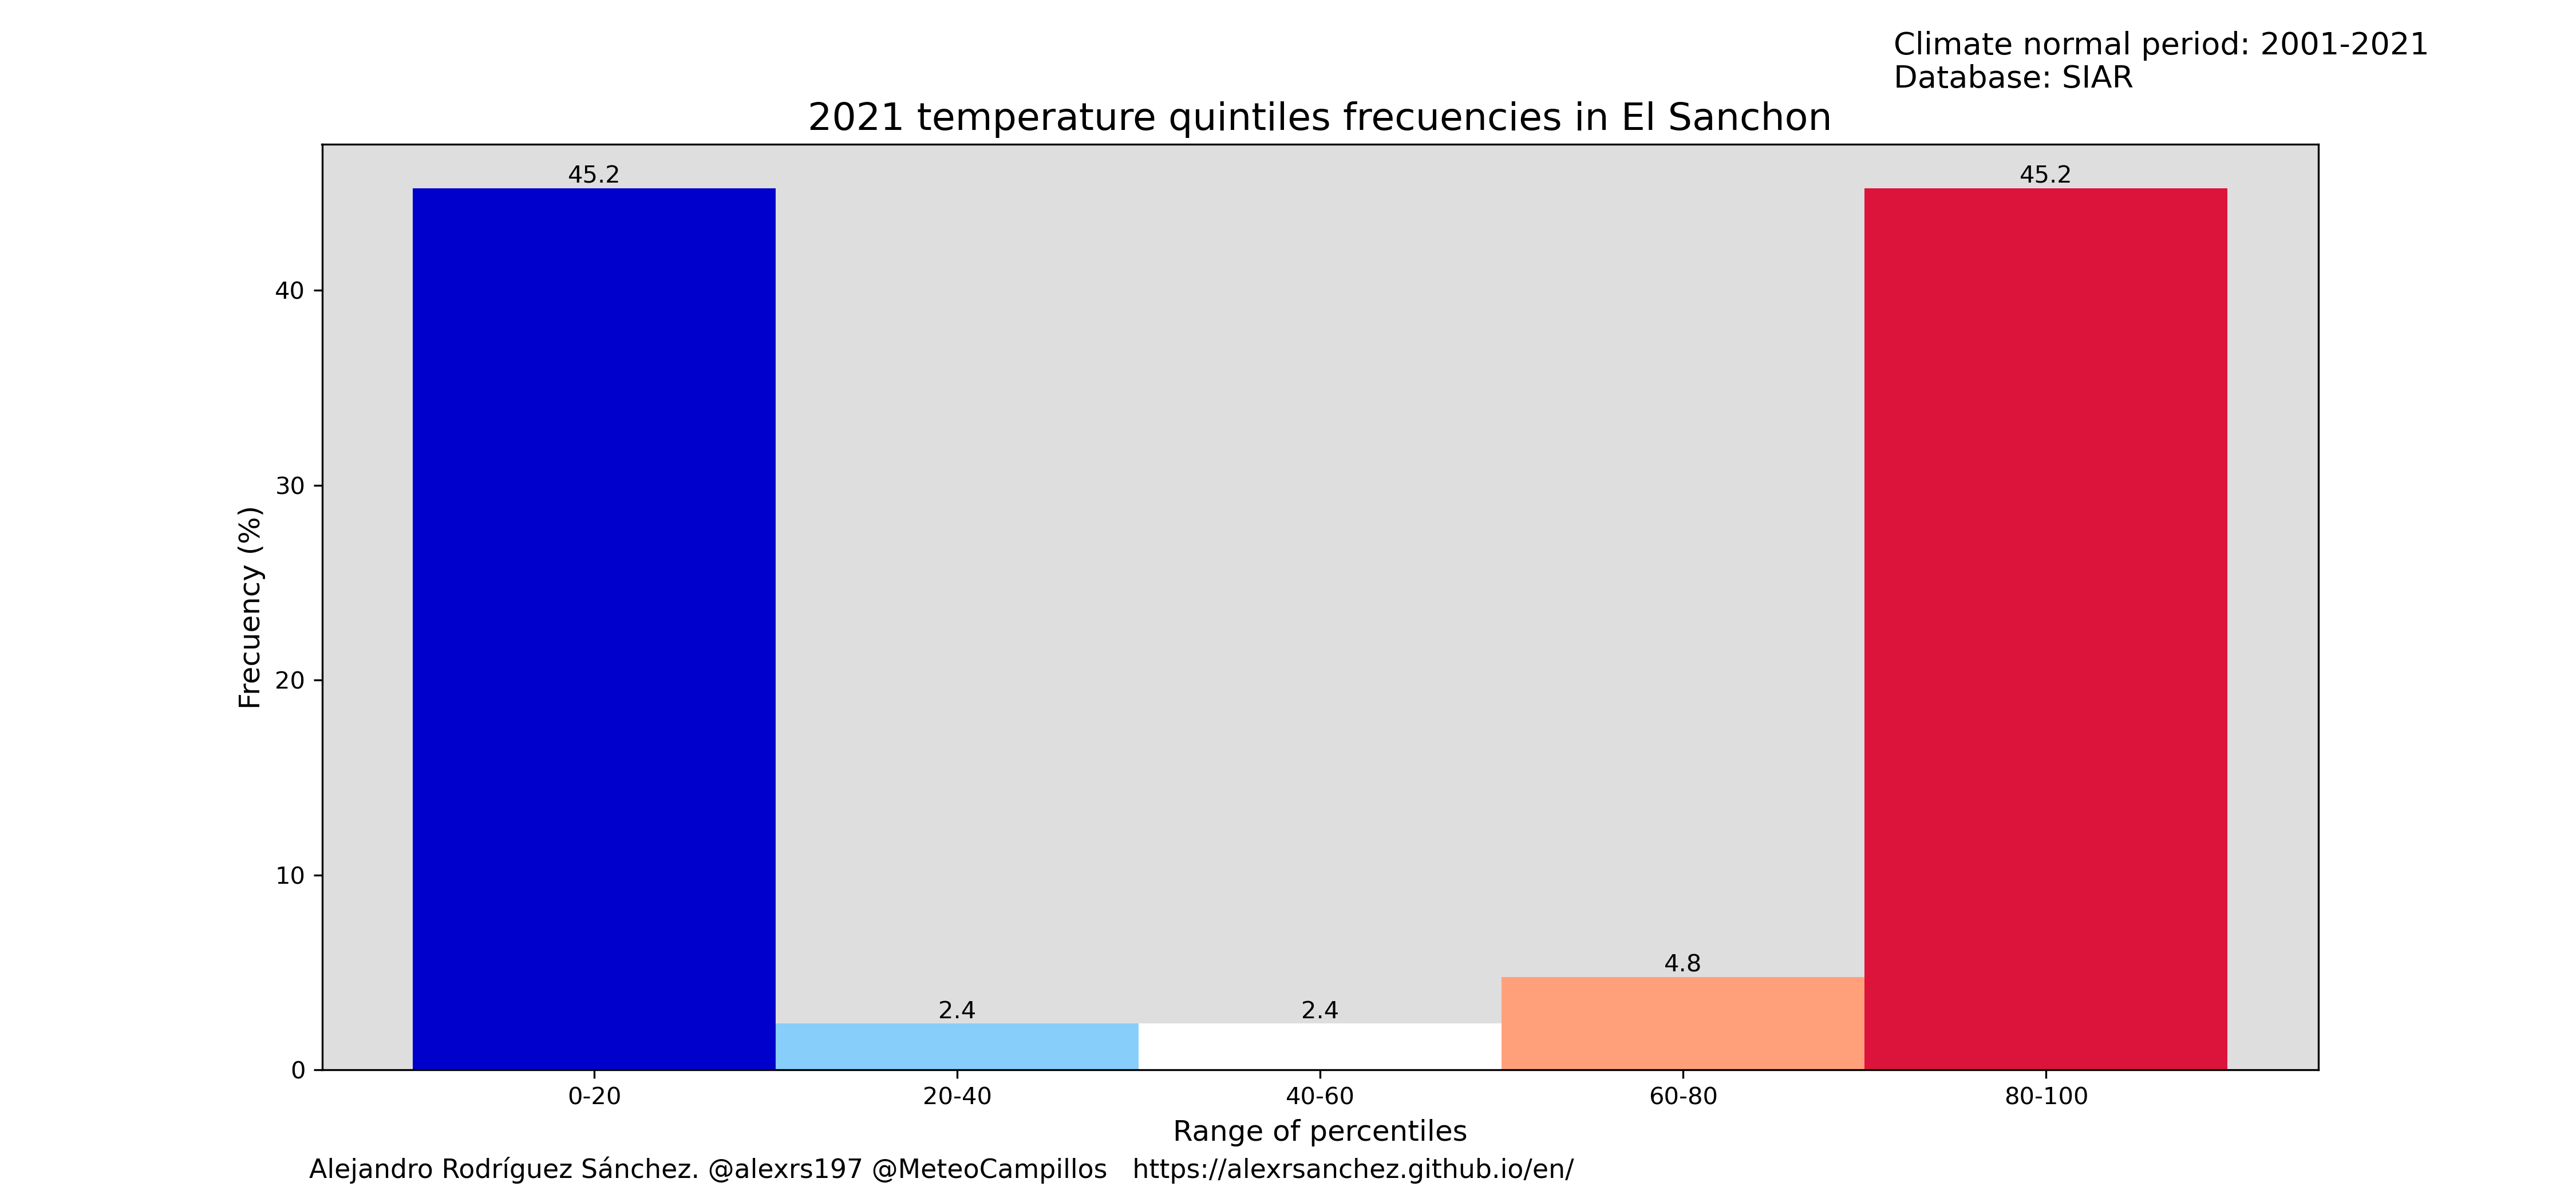 Climate normal period: 2001-2021
Database: SIAR
2021 temperature quintiles frecuencies in El Sanchon
45.2
45.2
40
30
Frecuency (%)
20
10
4.8
2.4
2.4
0
0-20
20-40
40-60
60-80
80-100
Range of percentiles
Alejandro Rodríguez Sánchez. @alexrs197 @MeteoCampillos   https://alexrsanchez.github.io/en/